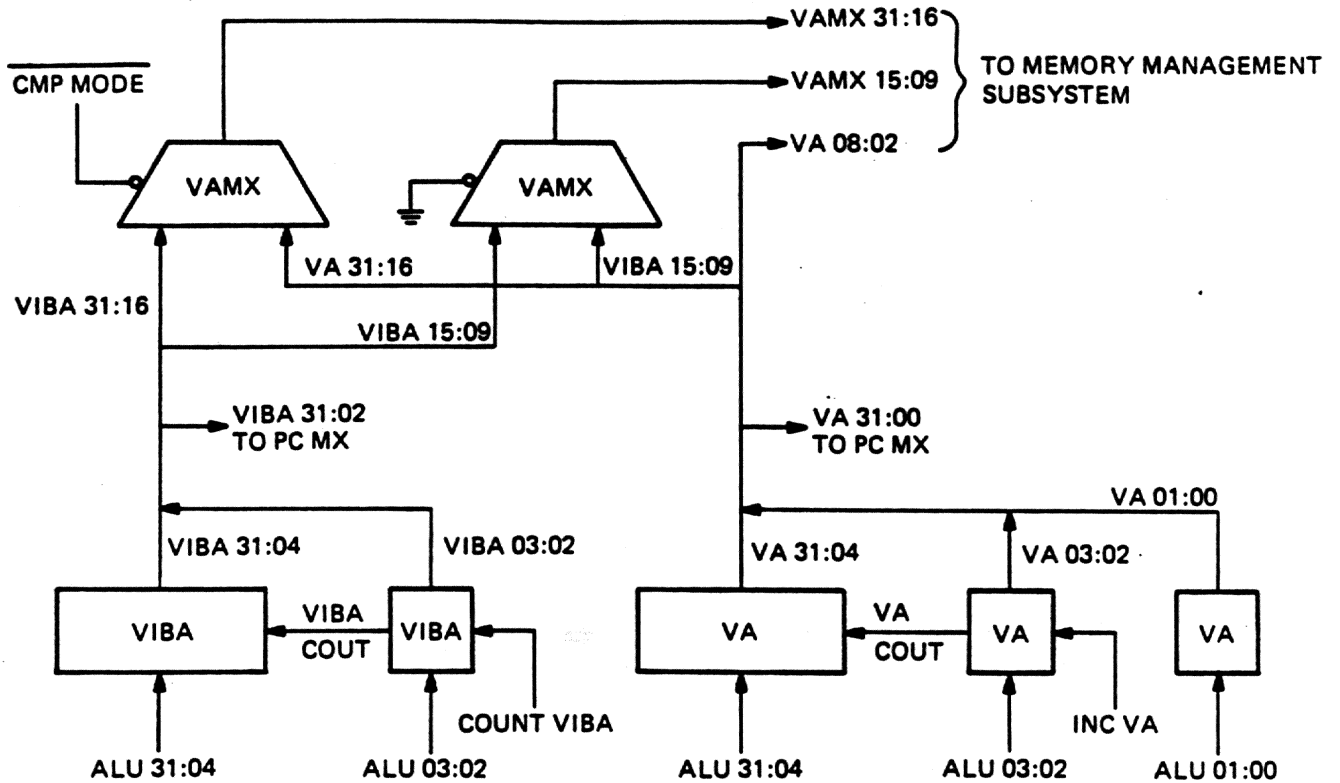 VAMX 31:16
CMP MODE
VAMX 15:09
TO MEMORY MANAGEMENT
SUBSYSTEM
VA 08:02
VAMX
VAMX
VA 31:16
VIBA 15:09
VIBA 31:16
VIBA 15:09
VIBA 31:02
TO PC MX
VA 31:00
TO PC MX
VA 01:00
VIBA 31:04
VIBA 03:02
VA 31:04
VA 03:02
VIBA
VIBA
COUT
VIBA
VA
VA
COUT
VA
VA
COUNT VIBA
INC VA
ALU 31:04
ALU 03:02
ALU 31:04
ALU 03:02
ALU 01:00